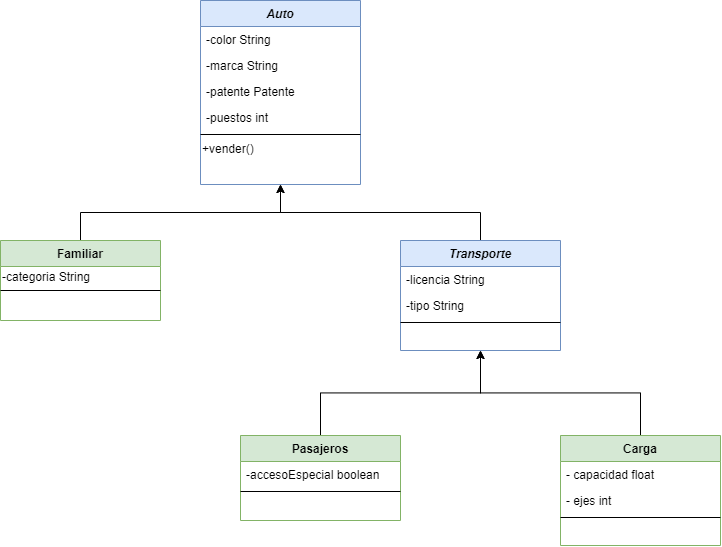 Auto
-color String
-marca String
-patente Patente
-puestos int
+vender()
Familiar
-categoria String
Transporte
-licencia String
-tipo String
Pasajeros
-accesoEspecial boolean
Carga
- capacidad float
- ejes int